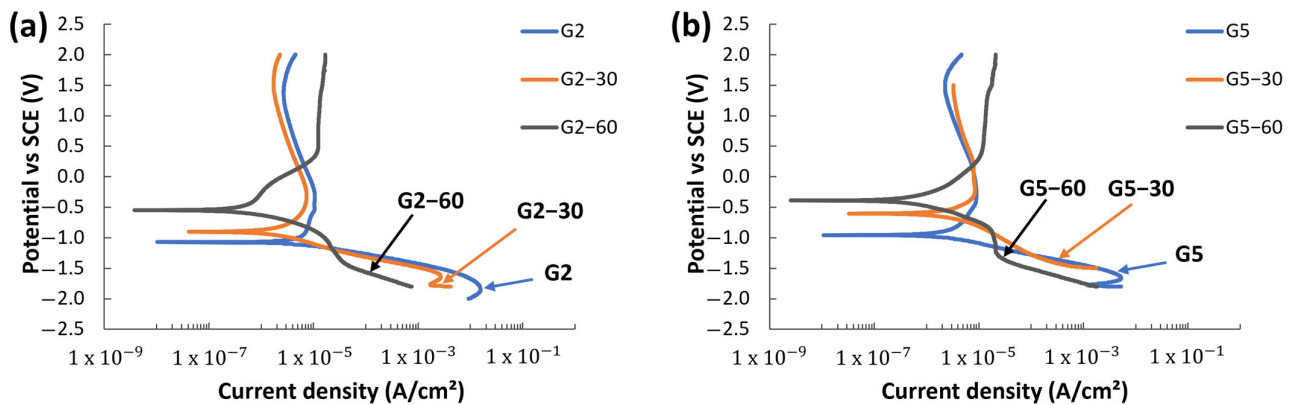 (a)
Potential vs SCE (V)
2.5
2.0
1.5
1.0
0.5
0.0
−0.5
−1.0
−1.5
−2.0
−2.5
1 x 10⁻⁹
1 x 10⁻⁷
1 x 10⁻⁵
1 x 10⁻³
1 x 10⁻¹
Current density (A/cm²)
G2
G2−30
G2−60
G2−60
G2−30
G2
(b)
Potential vs SCE (V)
2.5
2.0
1.5
1.0
0.5
0.0
−0.5
−1.0
−1.5
−2.0
−2.5
1 x 10⁻⁹
1 x 10⁻⁷
1 x 10⁻⁵
1 x 10⁻³
1 x 10⁻¹
Current density (A/cm²)
G5
G5−30
G5−60
G5−60
G5−30
G5